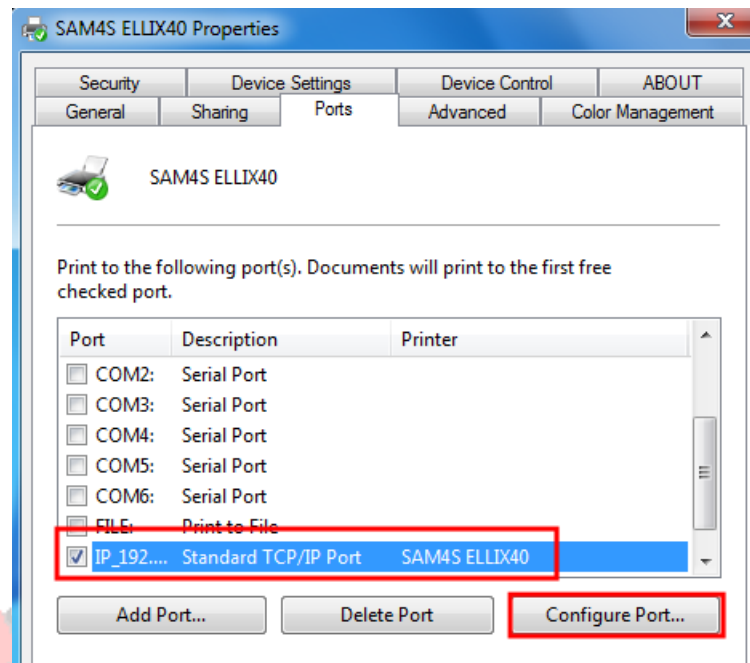 SAM4S ELLIX40 Properties
Security Device Settings Device Control ABOUT
General Sharing Ports Advanced Color Management
SAM4S ELLIX40
Print to the following port(s). Documents will print to the first free
checked port.
Port Description Printer
COM2: Serial Port
COM3: Serial Port
COM4: Serial Port
COM5: Serial Port
COM6: Serial Port
FILE: Print to File
IP_192.... Standard TCP/IP Port SAM4S ELLIX40
Add Port... Delete Port Configure Port...